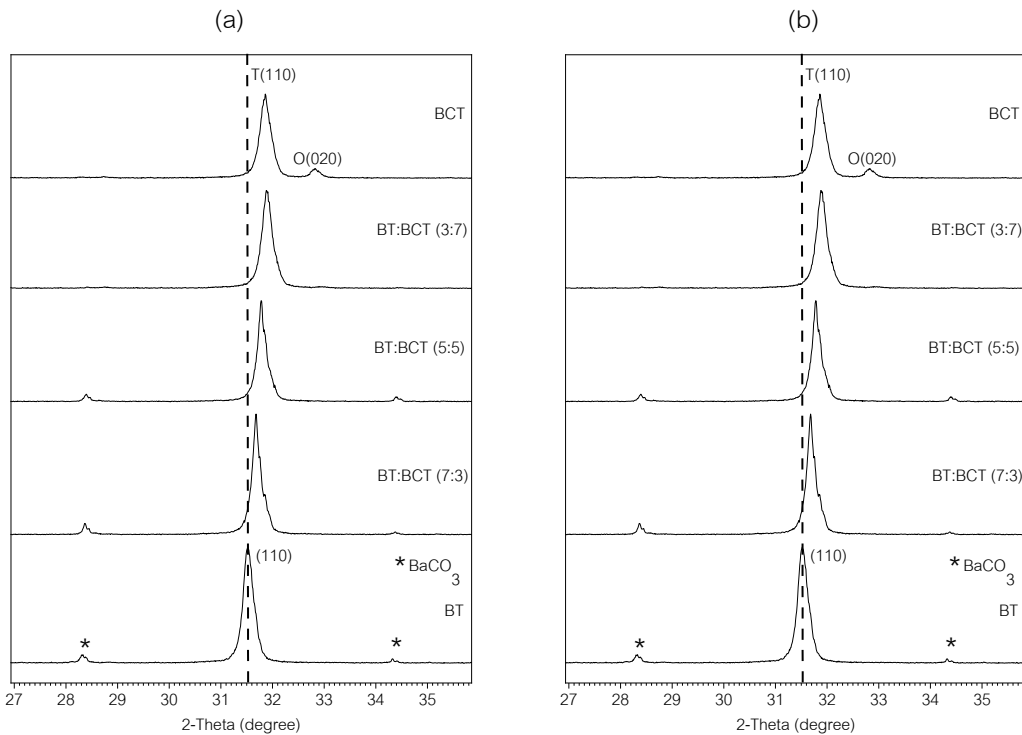 (a)
T(110)
BCT
O(020)
BT:BCT (3:7)
BT:BCT (5:5)
BT:BCT (7:3)
(110)
* BaCO3
BT
* *
27 28 29 30 31 32 33 34 35
2-Theta (degree)
(b)
T(110)
BCT
O(020)
BT:BCT (3:7)
BT:BCT (5:5)
BT:BCT (7:3)
(110)
* BaCO3
BT
* *
27 28 29 30 31 32 33 34 35
2-Theta (degree)